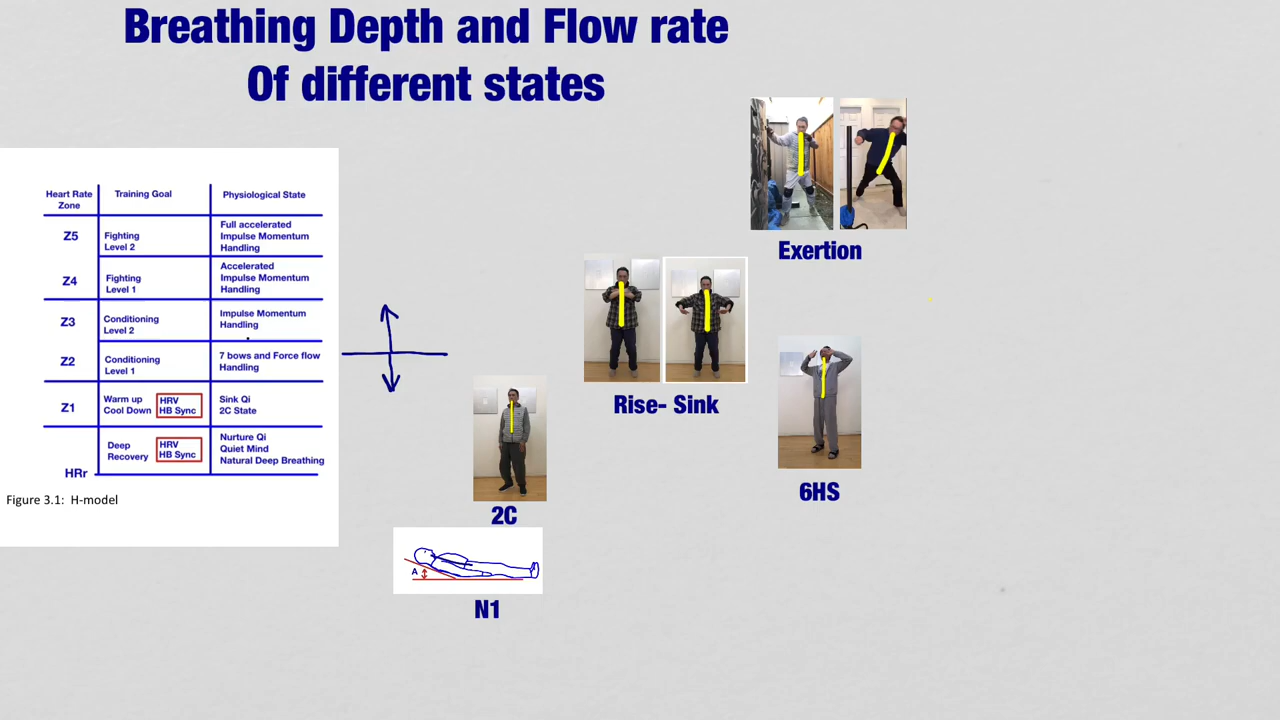 Breathing Depth and Flow rate
Of different states
Heart Rate
Zone
Training Goal
Physiological State
Z5
Fighting
Level 2
Full accelerated
Impulse Momentum
Handling
Z4
Fighting
Level 1
Accelerated
Impulse Momentum
Handling
Z3
Conditioning
Level 2
Impulse Momentum
Handling
Z2
Conditioning
Level 1
7 bows and Force flow
Handling
Z1
Warm up
Cool Down
HRV
HB Sync
Sink Qi
2C State
Deep
Recovery
HRV
HB Sync
Nurture Qi
Quiet Mind
Natural Deep Breathing
HRr
Figure 3.1: H-model
Exertion
Rise- Sink
6HS
2C
A
N1